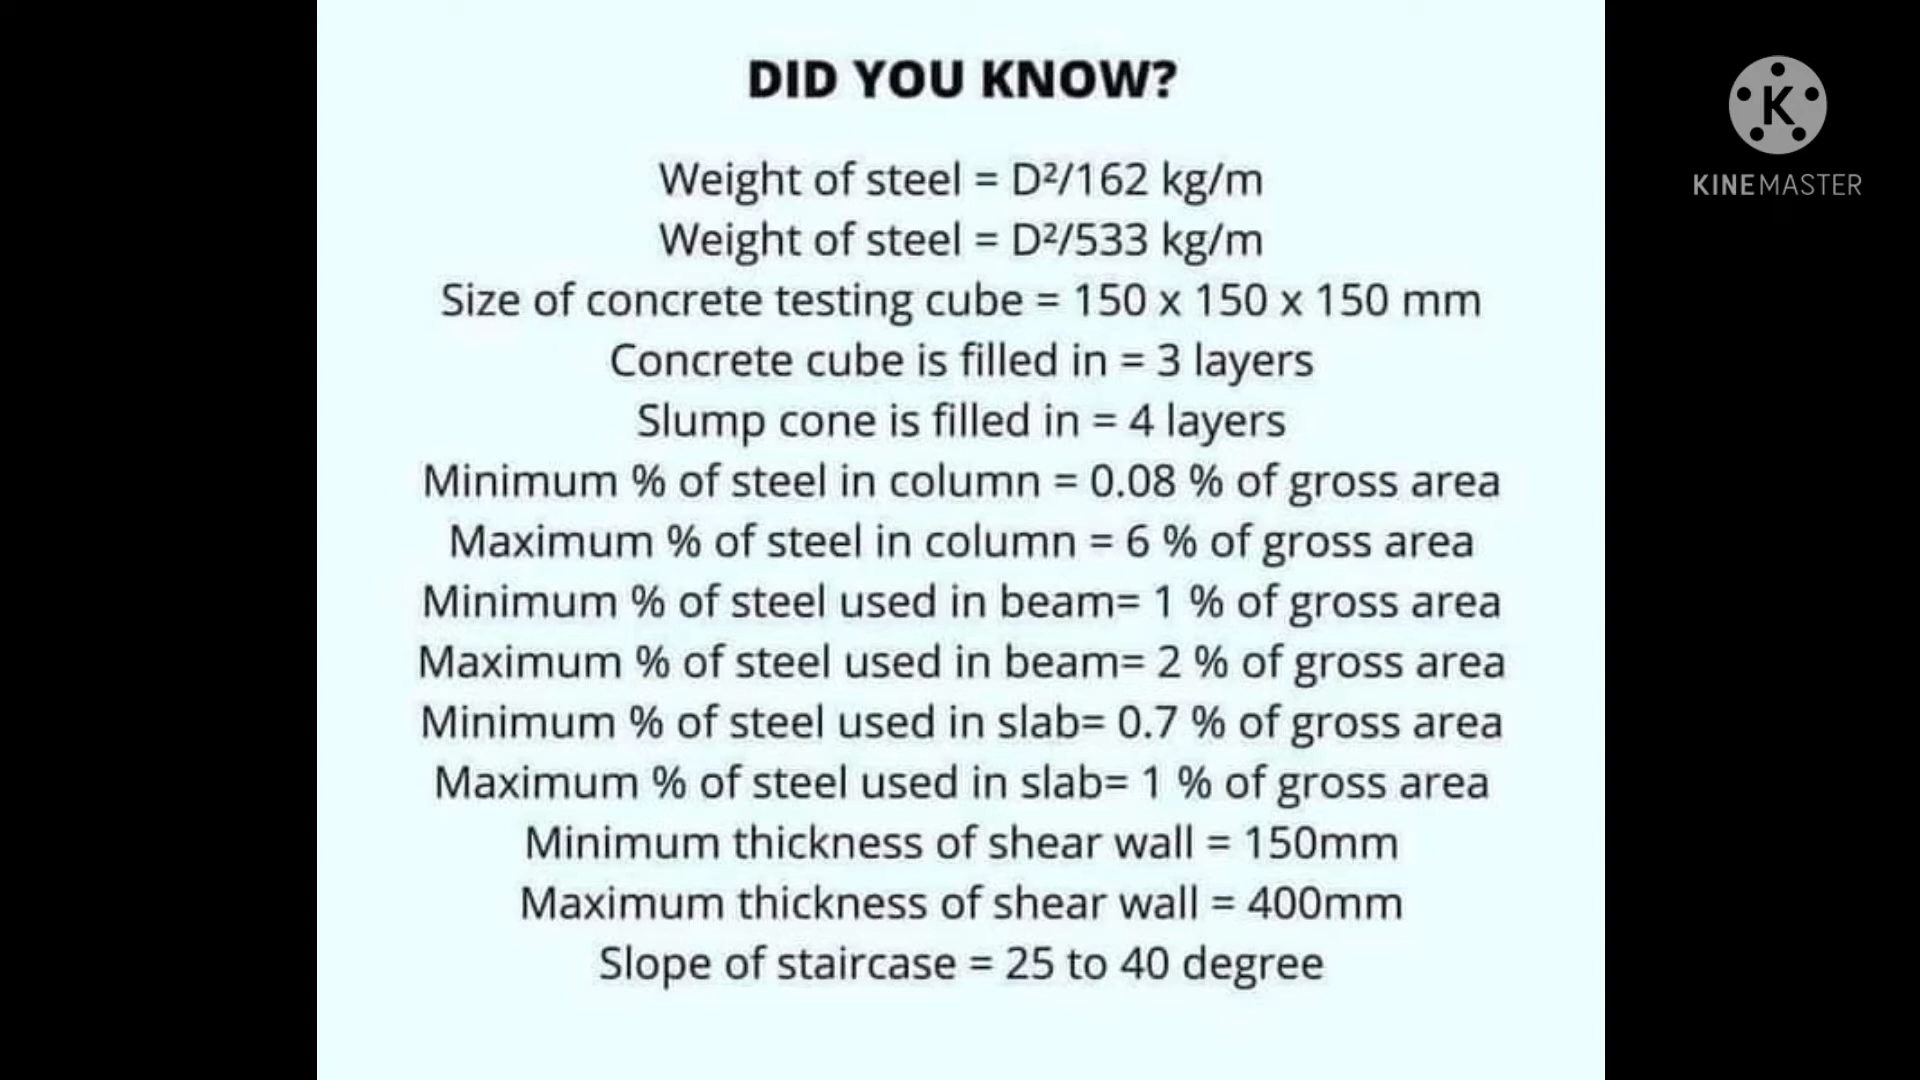 DID YOU KNOW?
Weight of steel = D²/162 kg/m
Weight of steel = D²/533 kg/m
Size of concrete testing cube = 150 x 150 x 150 mm
Concrete cube is filled in = 3 layers
Slump cone is filled in = 4 layers
Minimum % of steel in column = 0.08 % of gross area
Maximum % of steel in column = 6 % of gross area
Minimum % of steel used in beam= 1 % of gross area
Maximum % of steel used in beam= 2 % of gross area
Minimum % of steel used in slab= 0.7 % of gross area
Maximum % of steel used in slab= 1 % of gross area
Minimum thickness of shear wall = 150mm
Maximum thickness of shear wall = 400mm
Slope of staircase = 25 to 40 degree
K
KINEMASTER